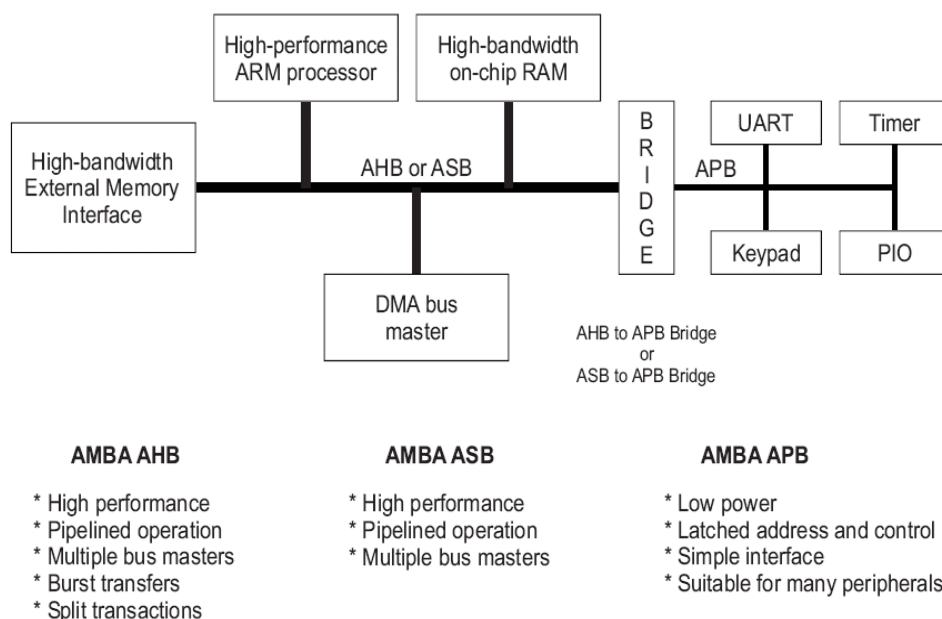 High-performance
ARM processor
High-bandwidth
on-chip RAM
High-bandwidth
External Memory
Interface
AHB or ASB
B
R
I
D
G
E
APB
UART
Timer
Keypad
PIO
DMA bus
master
AHB to APB Bridge
or
ASB to APB Bridge
AMBA AHB
* High performance
* Pipelined operation
* Multiple bus masters
* Burst transfers
* Split transactions
AMBA ASB
* High performance
* Pipelined operation
* Multiple bus masters
AMBA APB
* Low power
* Latched address and control
* Simple interface
* Suitable for many peripherals